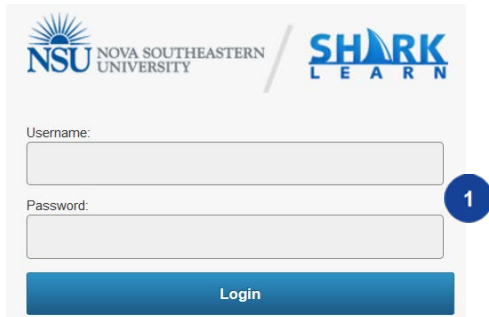 NSU NOVA SOUTHEASTERN
UNIVERSITY
SHARK
LEARN
Username:
1
Password:
Login